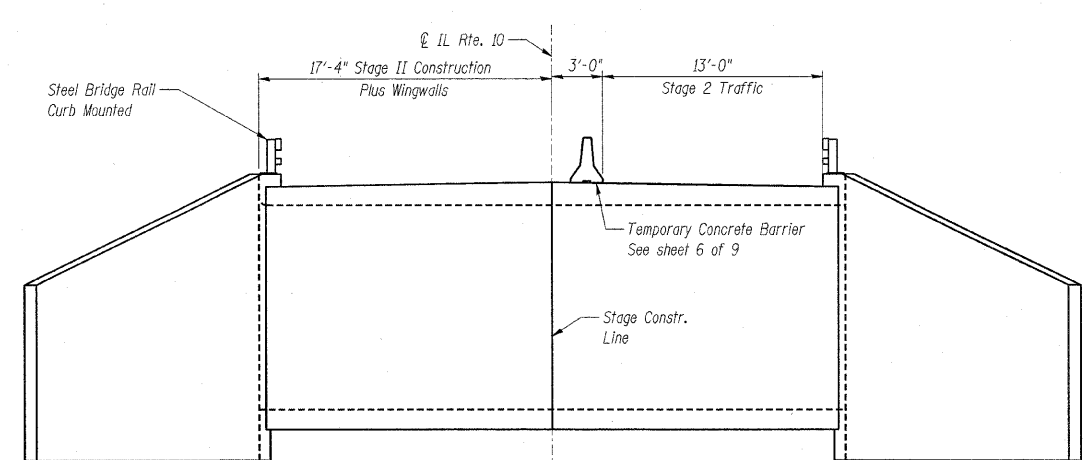 ℄ IL Rte. 10
17'-4" Stage II Construction
Plus Wingwalls
3'-0"
13'-0"
Stage 2 Traffic
Steel Bridge Rail
Curb Mounted
Temporary Concrete Barrier
See sheet 6 of 9
Stage Constr.
Line